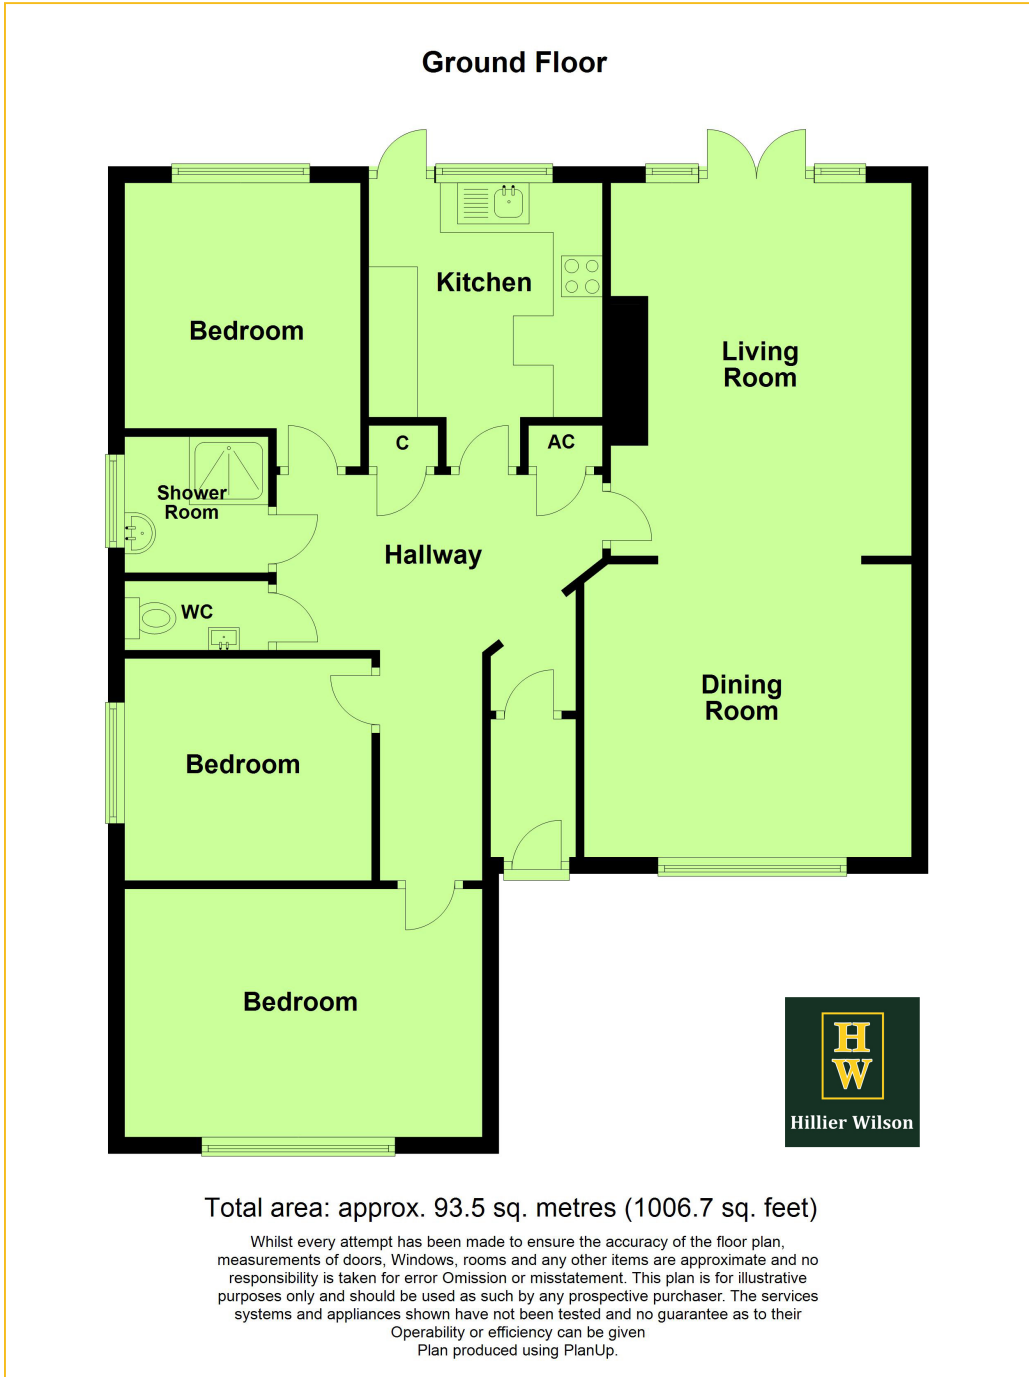 Ground Floor
Bedroom
Kitchen
Living
Room
C
AC
Shower
Room
Hallway
WC
Dining
Room
Bedroom
Bedroom
H
W
Hillier Wilson
Total area: approx. 93.5 sq. metres (1006.7 sq. feet)
Whilst every attempt has been made to ensure the accuracy of the floor plan,
measurements of doors, Windows, rooms and any other items are approximate and no
responsibility is taken for error Omission or misstatement. This plan is for illustrative
purposes only and should be used as such by any prospective purchaser. The services
systems and appliances shown have not been tested and no guarantee as to their
Operability or efficiency can be given
Plan produced using PlanUp.